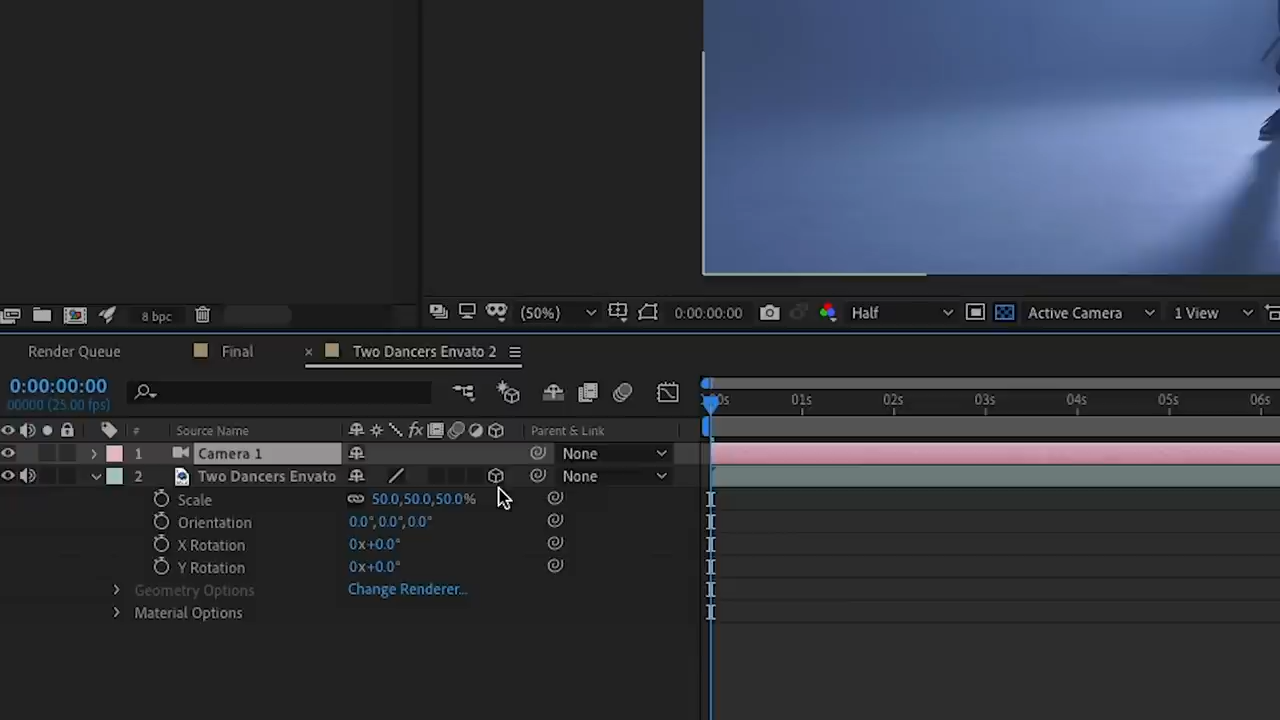 8 bpc
(50%) 0:00:00:00 Half Active Camera 1 View
Render Queue Final × Two Dancers Envato 2
0:00:00:00
00000 (25.00 fps)
:00s 01s 02s 03s 04s 05s 06s
# Source Name fx Parent & Link
1 Camera 1 None
2 Two Dancers Envato None
Scale 50.0,50.0,50.0%
Orientation 0.0°,0.0°,0.0°
X Rotation 0x+0.0°
Y Rotation 0x+0.0°
Geometry Options Change Renderer...
Material Options